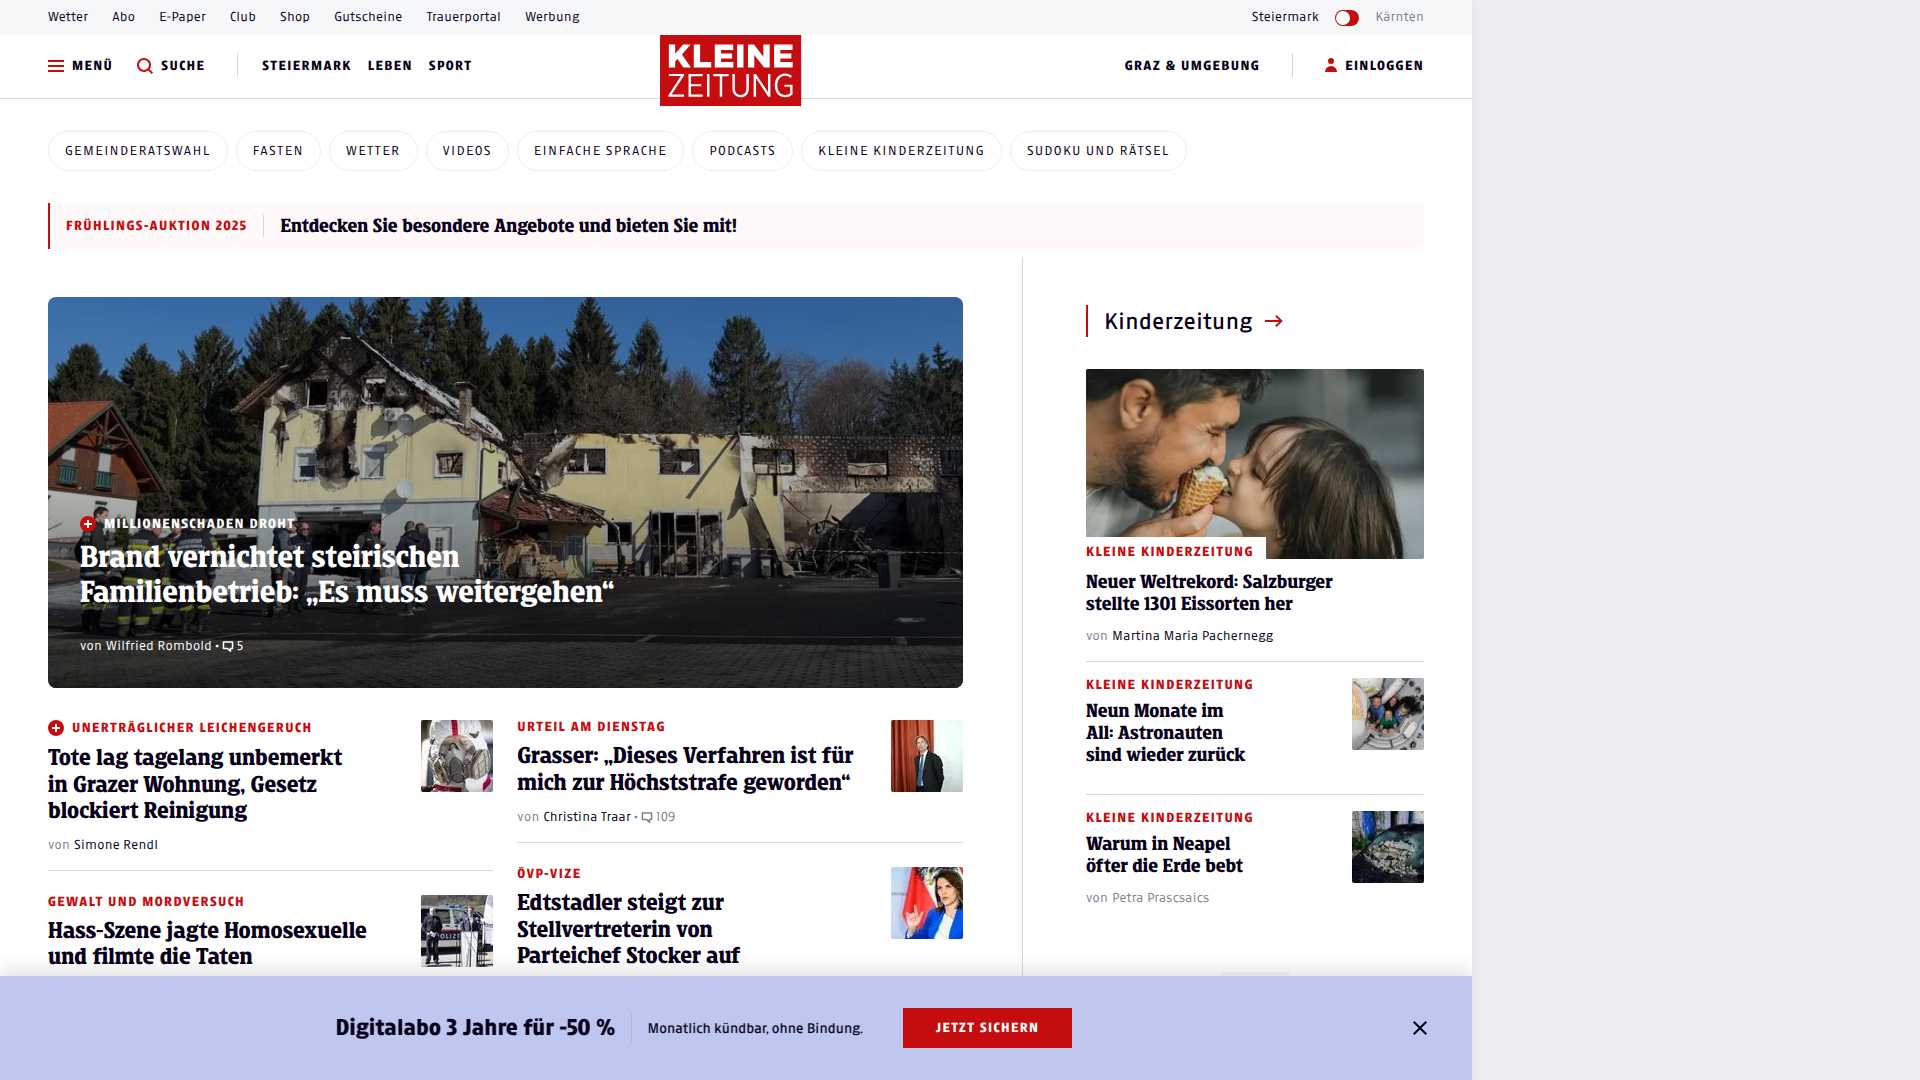 Wetter Abo E-Paper Club Shop Gutscheine Trauerportal Werbung Steiermark Kärnten
MENÜ SUCHE STEIERMARK LEBEN SPORT KLEINE ZEITUNG GRAZ & UMGEBUNG EINLOGGEN
GEMEINDERATSWAHL FASTEN WETTER VIDEOS EINFACHE SPRACHE PODCASTS KLEINE KINDERZEITUNG SUDOKU UND RÄTSEL
FRÜHLINGS-AUKTION 2025 Entdecken Sie besondere Angebote und bieten Sie mit!
MILLIONENSCHADEN DROHT
Brand vernichtet steirischen
Familienbetrieb: „Es muss weitergehen“
von Wilfried Rombold • 5
UNERTRÄGLICHER LEICHENGERUCH
Tote lag tagelang unbemerkt
in Grazer Wohnung, Gesetz
blockiert Reinigung
von Simone Rendl
GEWALT UND MORDVERSUCH
Hass-Szene jagte Homosexuelle
und filmte die Taten
URTEIL AM DIENSTAG
Grasser: „Dieses Verfahren ist für
mich zur Höchststrafe geworden“
von Christina Traar • 109
ÖVP-VIZE
Edtstadler steigt zur
Stellvertreterin von
Parteichef Stocker auf
Kinderzeitung →
KLEINE KINDERZEITUNG
Neuer Weltrekord: Salzburger
stellte 1301 Eissorten her
von Martina Maria Pachernegg
KLEINE KINDERZEITUNG
Neun Monate im
All: Astronauten
sind wieder zurück
KLEINE KINDERZEITUNG
Warum in Neapel
öfter die Erde bebt
von Petra Prascsaics
Digitalabo 3 Jahre für -50 % Monatlich kündbar, ohne Bindung. JETZT SICHERN